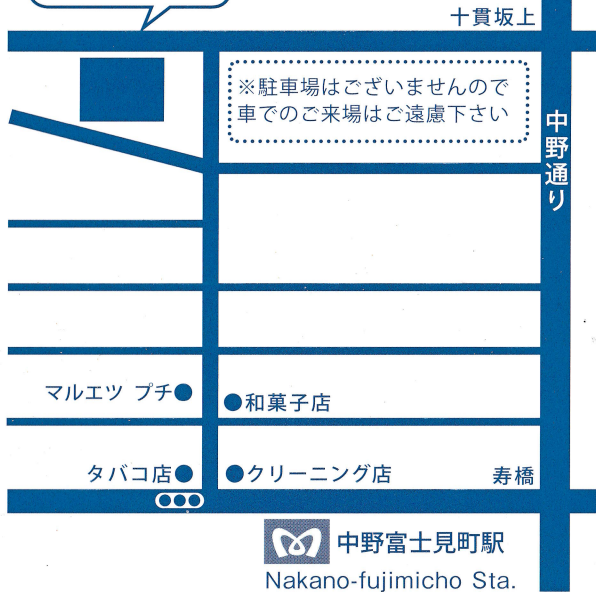 十貫坂上
※駐車場はございませんので
車でのご来場はご遠慮下さい
中野通り
マルエツ プチ●
●和菓子店
タバコ店●
●クリーニング店
寿橋
中野富士見町駅
Nakano-fujimicho Sta.